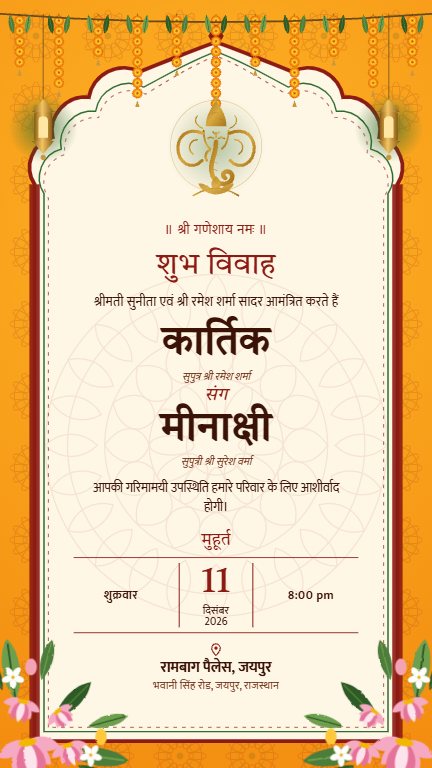 ॥ श्री गणेशाय नमः ॥
शुभ विवाह
श्रीमती सुनीता एवं श्री रमेश शर्मा सादर आमंत्रित करते हैं
कार्तिक
सुपुत्र श्री रमेश शर्मा
संग
मीनाक्षी
सुपुत्री श्री सुरेश वर्मा
आपकी गरिमामयी उपस्थिति हमारे परिवार के लिए आशीर्वाद
होगी।
मुहूर्त
शुक्रवार
11
दिसंबर
2026
8:00 pm
रामबाग पैलेस, जयपुर
भवानी सिंह रोड, जयपुर, राजस्थान